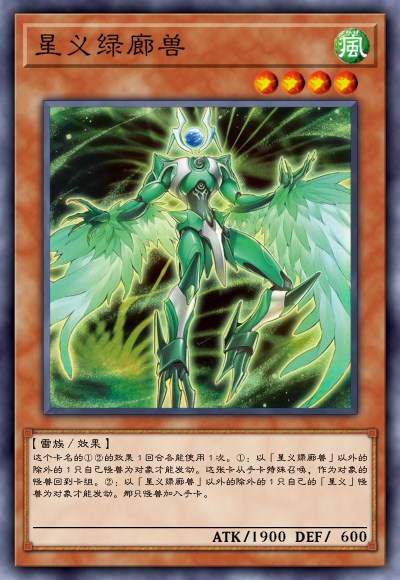 星义绿廊兽
風
【雷族／效果】
这个卡名的①②的效果1回合各能使用1次。①：以「星义绿廊兽」以外的
除外的1只自己怪兽为对象才能发动。这张卡从手卡特殊召唤，作为对象的
怪兽回到卡组。②：以「星义绿廊兽」以外的除外的1只自己的「星义」怪
兽为对象才能发动。那只怪兽加入手卡。
ATK/1900 DEF/ 600